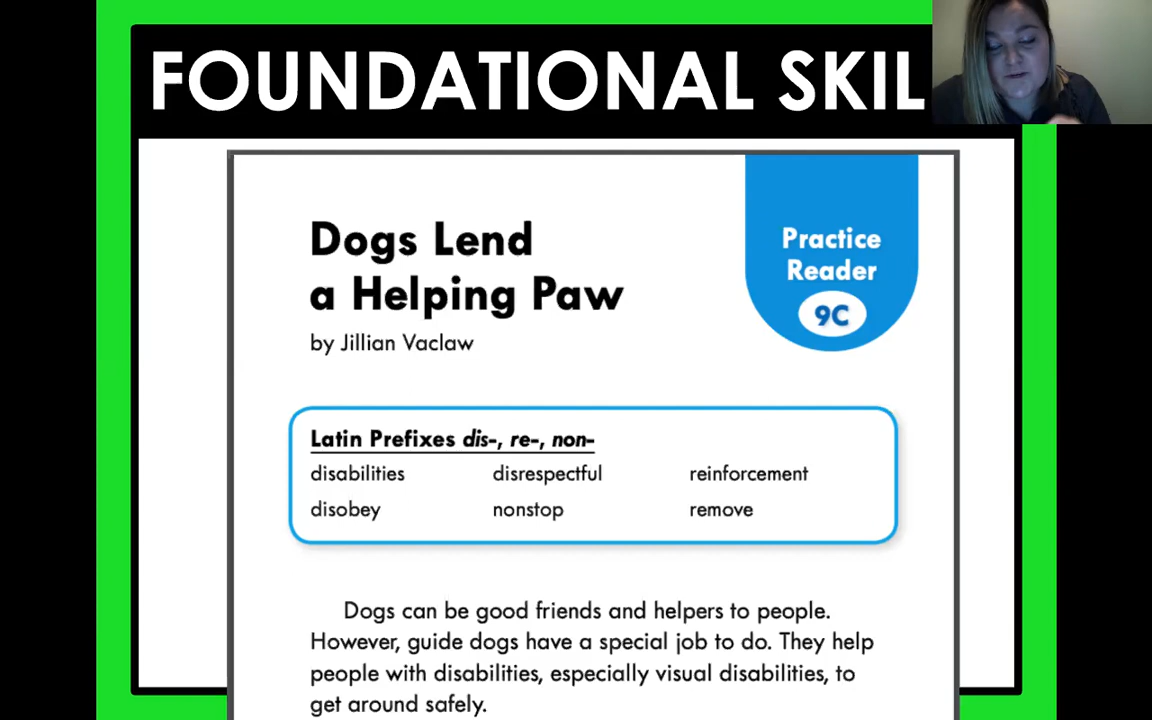 FOUNDATIONAL SKIL
Dogs Lend
a Helping Paw
by Jillian Vaclaw
Practice
Reader
9C
Latin Prefixes dis-, re-, non-
disabilities disrespectful reinforcement
disobey nonstop remove
Dogs can be good friends and helpers to people.
However, guide dogs have a special job to do. They help
people with disabilities, especially visual disabilities, to
get around safely.